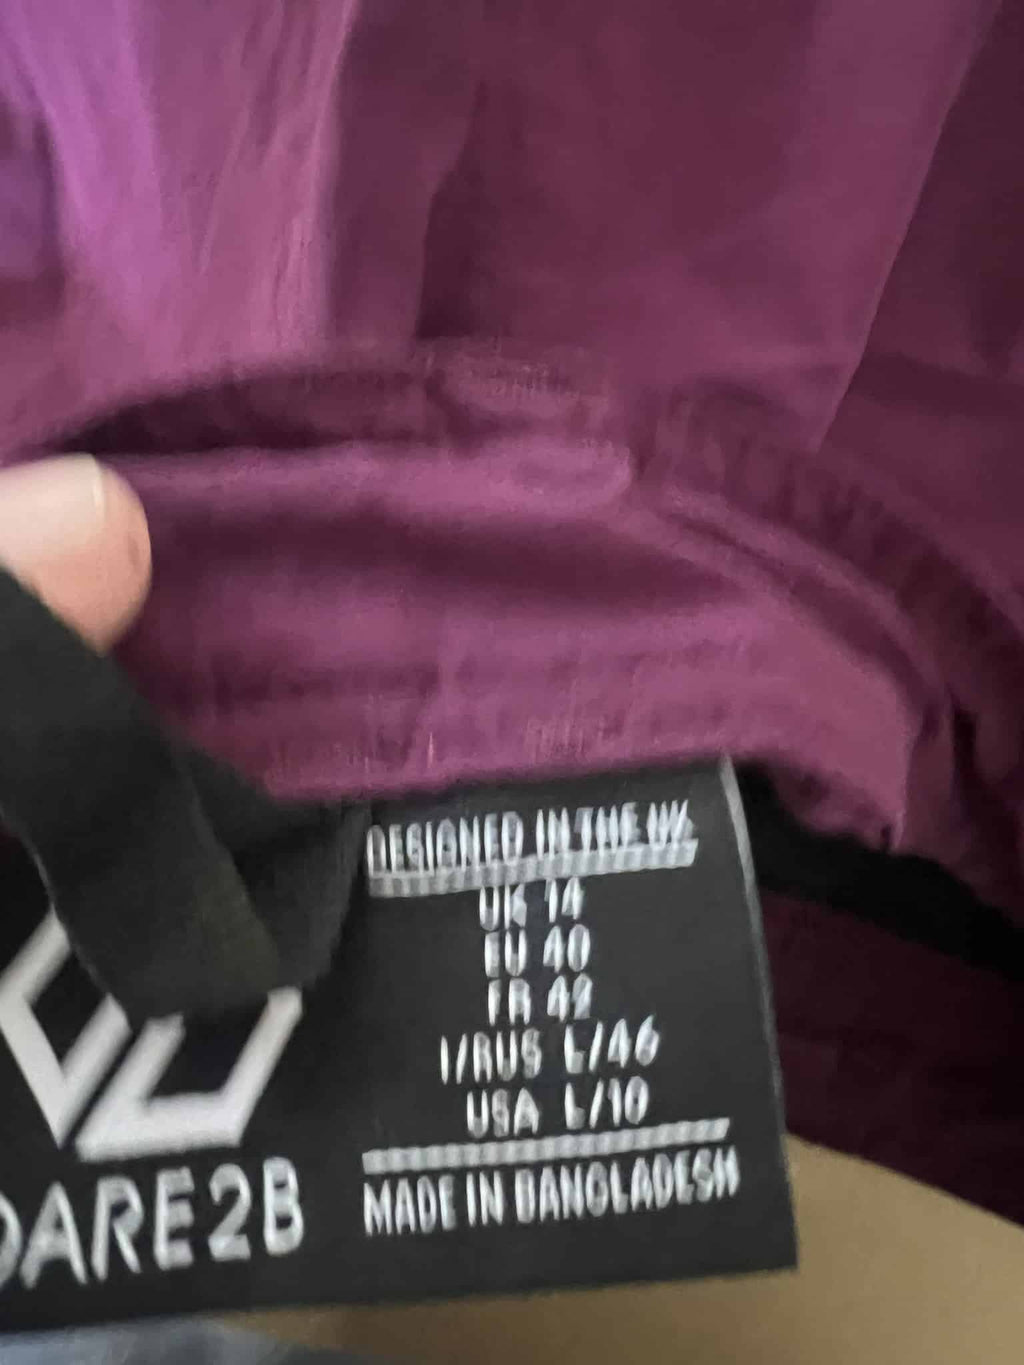 DESIGNED IN THE UK
UK 14
EU 40
FR 42
I/RUS L/46
USA L/10
MADE IN BANGLADESH
DARE2B